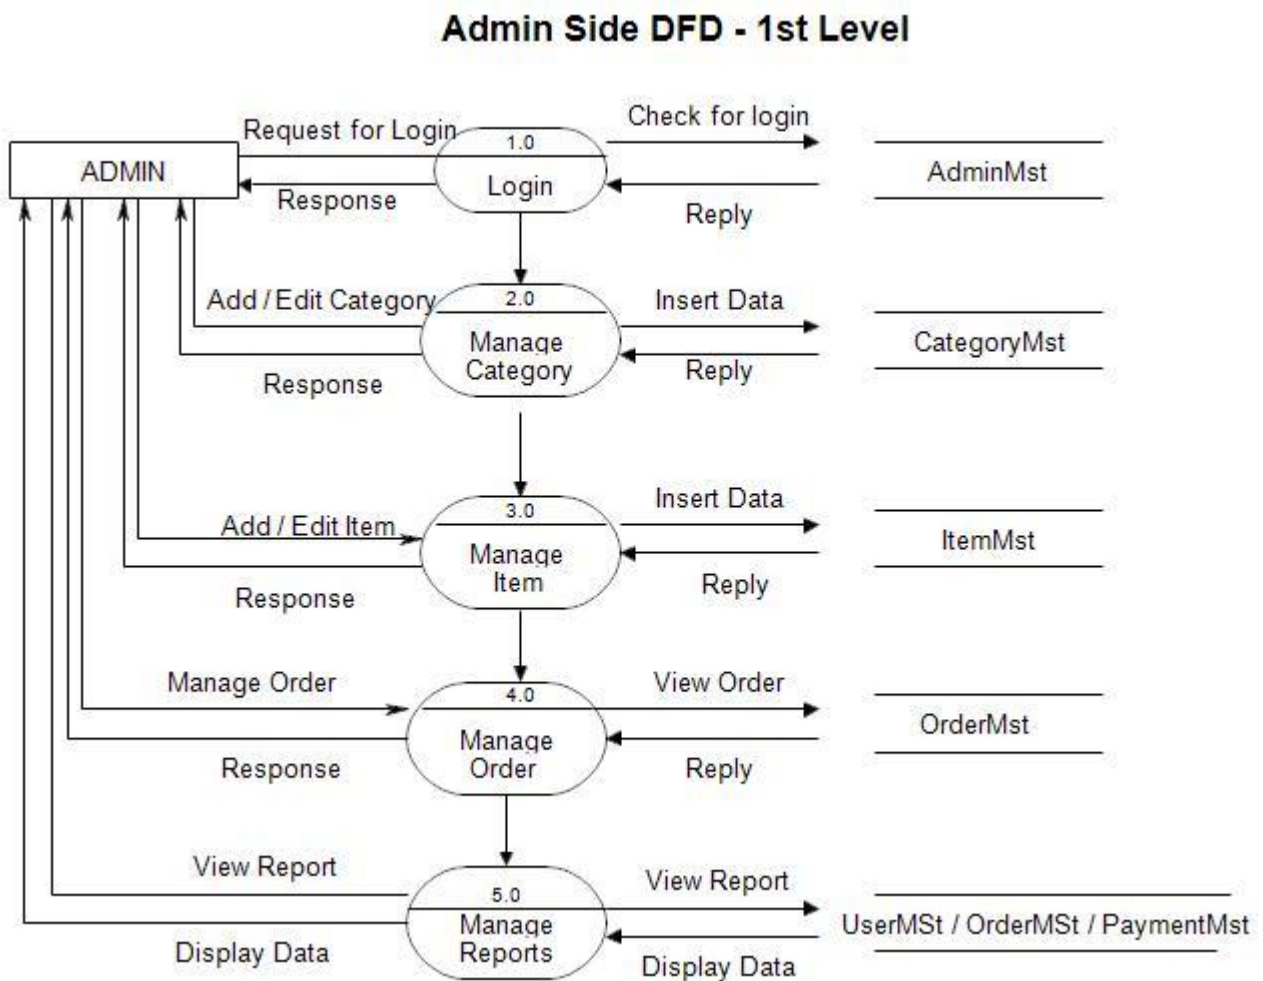 Admin Side DFD - 1st Level
Request for Login
Check for login
1.0
ADMIN
Login
AdminMst
Response
Reply
Add / Edit Category
2.0
Insert Data
Manage
Category
CategoryMst
Response
Reply
Add / Edit Item
3.0
Insert Data
Manage
Item
ItemMst
Response
Reply
Manage Order
4.0
View Order
Manage
Order
OrderMst
Response
Reply
View Report
5.0
View Report
Manage
Reports
UserMSt / OrderMSt / PaymentMst
Display Data
Display Data